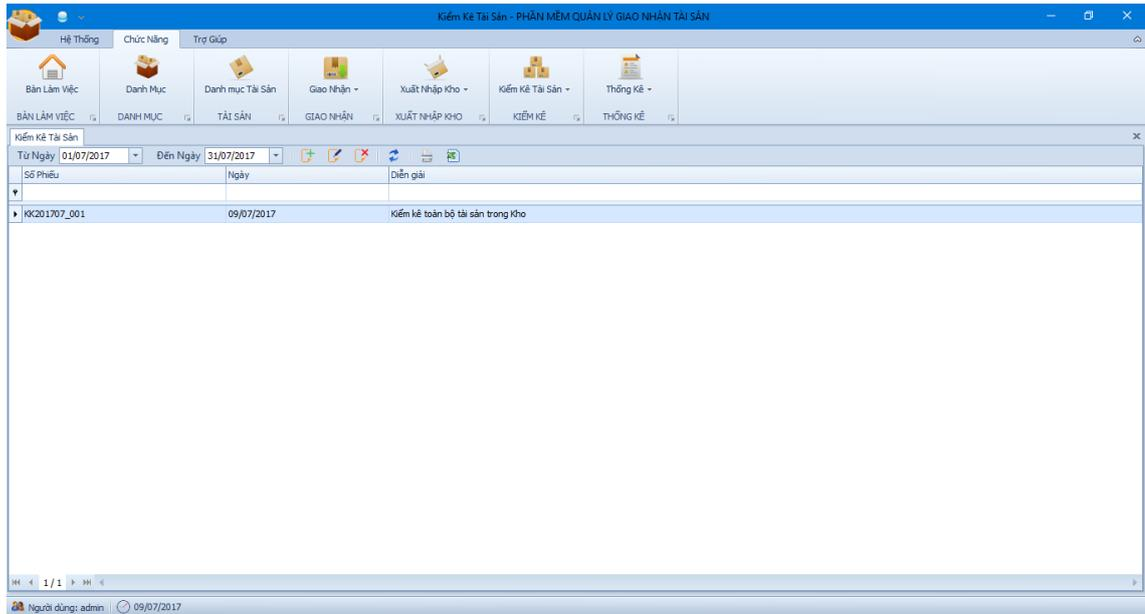 Kiểm Kê Tài Sản - PHẦN MỀM QUẢN LÝ GIAO NHẬN TÀI SẢN
Hệ Thống Chức Năng Trợ Giúp
Bàn Làm Việc Danh Mục Danh mục Tài Sản Giao Nhận Xuất Nhập Kho Kiểm Kê Tài Sản Thống Kê
BÀN LÀM VIỆC DANH MỤC TÀI SẢN GIAO NHẬN XUẤT NHẬP KHO KIỂM KÊ THỐNG KÊ
Kiểm Kê Tài Sản
Từ Ngày 01/07/2017 Đến Ngày 31/07/2017
Số Phiếu Ngày Diễn giải
KK201707_001 09/07/2017 Kiểm kê toàn bộ tài sản trong Kho
1 / 1
Người dùng: admin 09/07/2017